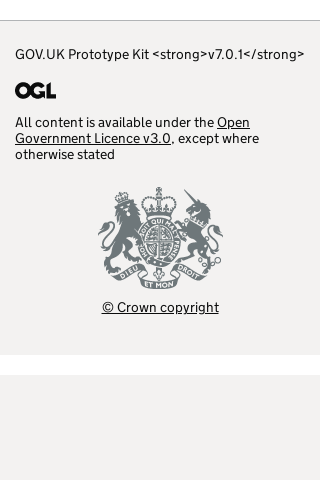 GOV.UK Prototype Kit <strong>v7.0.1</strong>
OGL
All content is available under the Open
Government Licence v3.0, except where
otherwise stated
DIEU ET MON DROIT
© Crown copyright